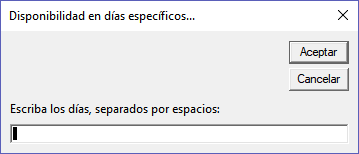 Disponibilidad en días específicos...
Aceptar
Cancelar
Escriba los días, separados por espacios: